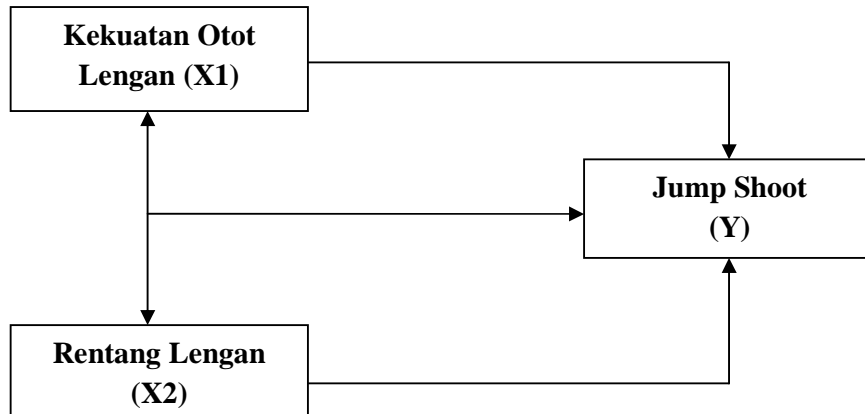 Kekuatan Otot
Lengan (X1)
Jump Shoot
(Y)
Rentang Lengan
(X2)